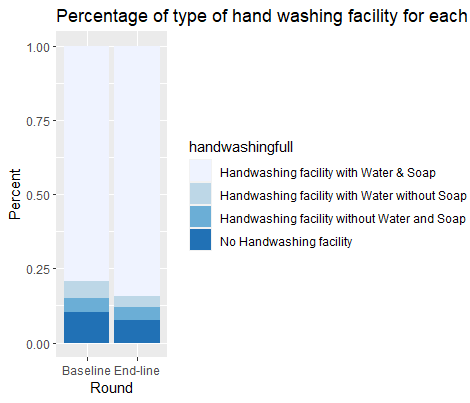 Percentage of type of hand washing facility for each
1.00
0.75
0.50
0.25
0.00
Percent
Baseline End-line
Round
handwashingfull
Handwashing facility with Water & Soap
Handwashing facility with Water without Soap
Handwashing facility without Water and Soap
No Handwashing facility